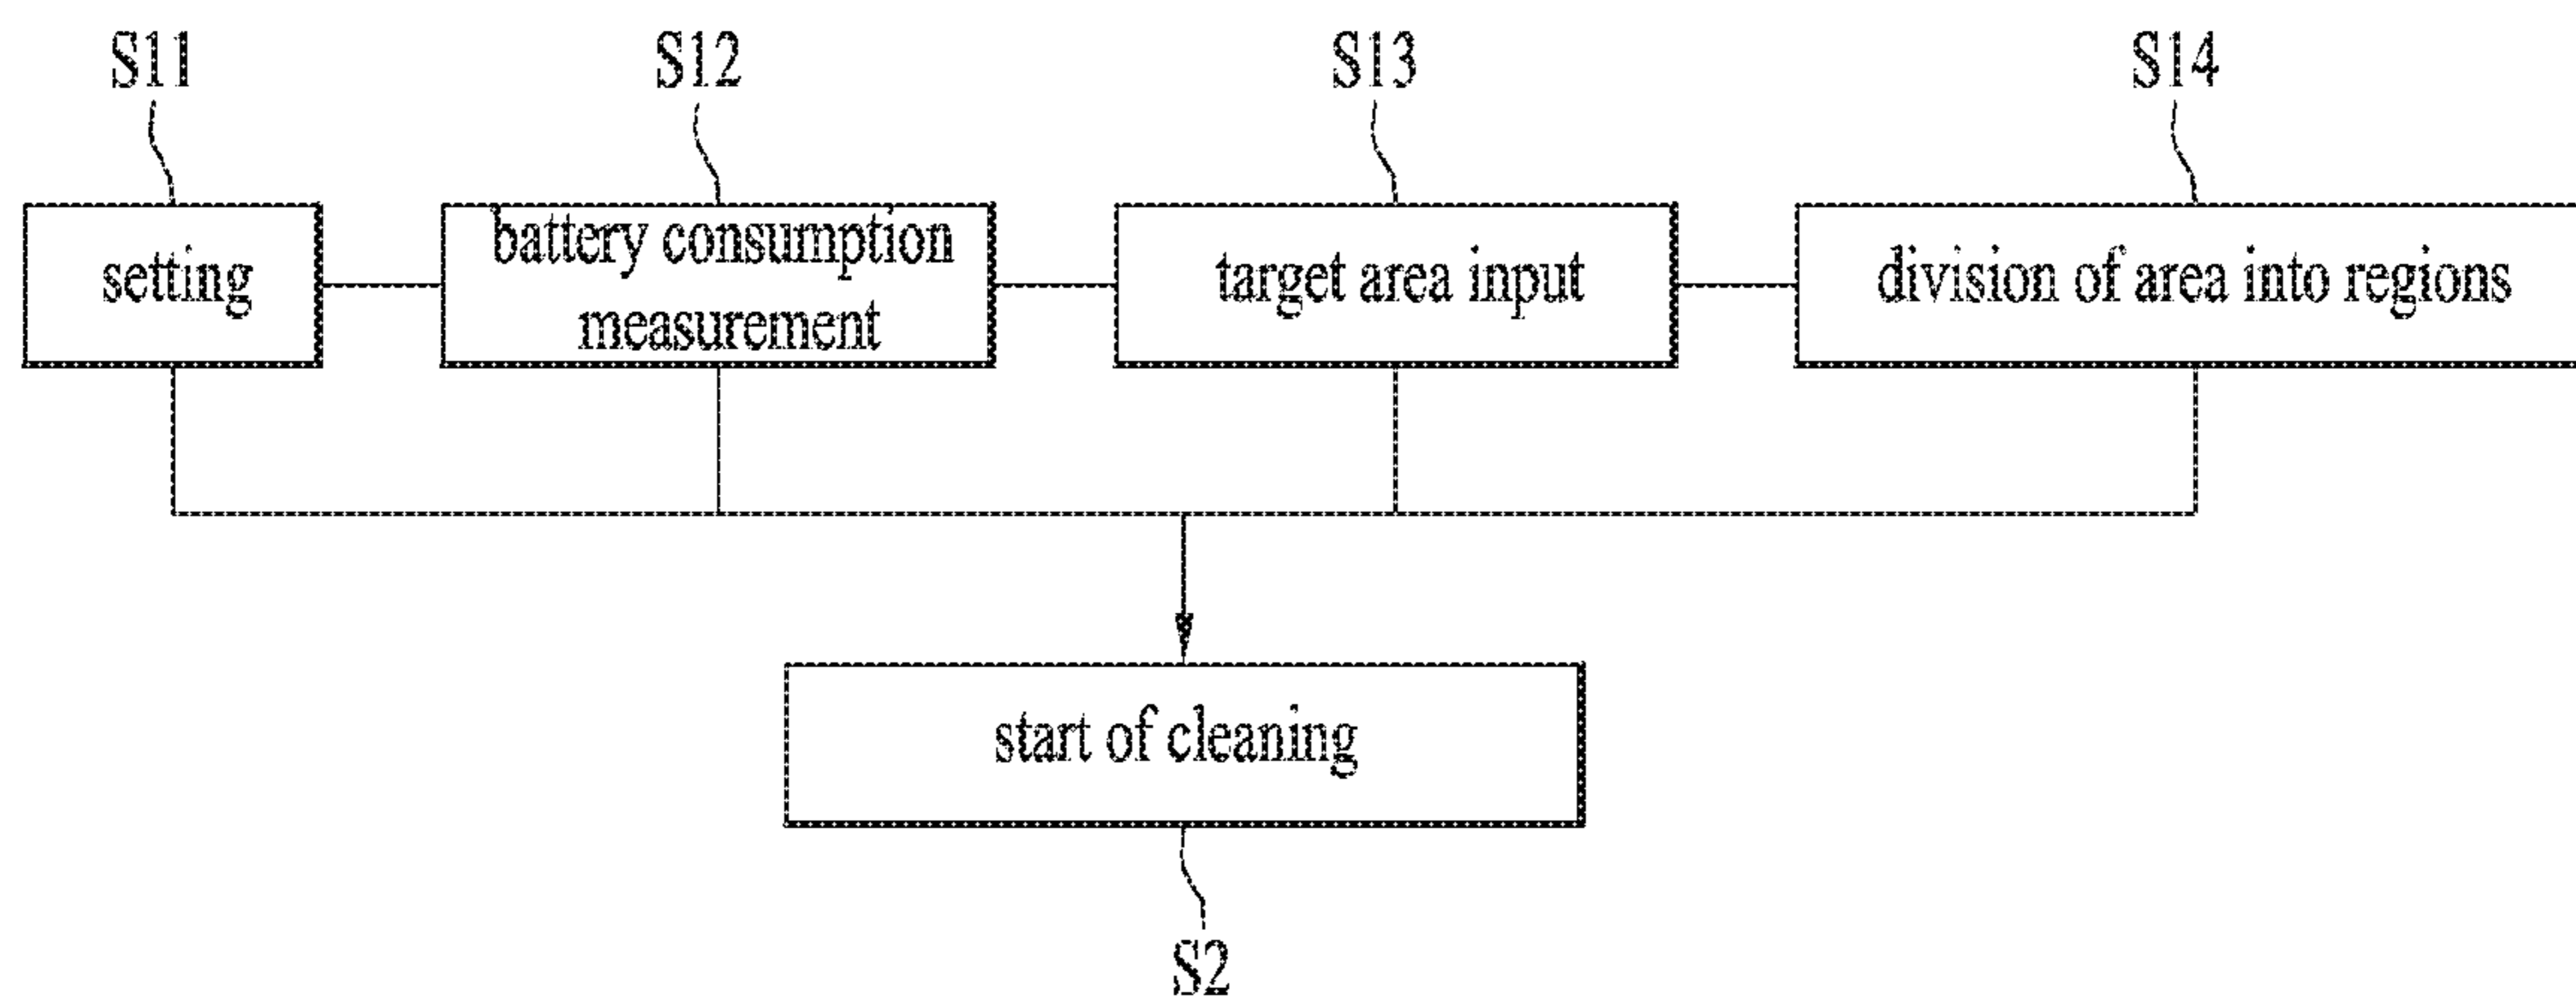 S11
S12
S13
S14
setting
battery consumption
measurement
target area input
division of area into regions
start of cleaning
S2